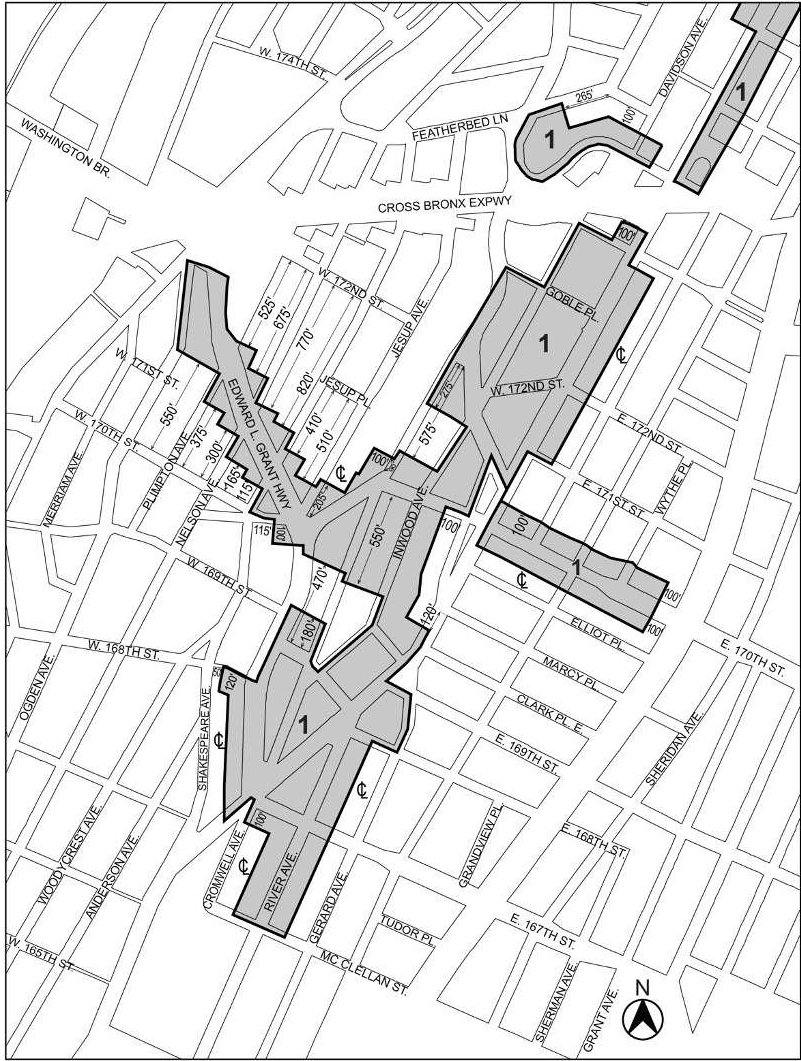 W. 174TH ST.
DAVIDSON AVE.
1
265'
100'
WASHINGTON BR.
FEATHERBED LN
1
CROSS BRONX EXPWY
100'
W. 172ND ST.
525'
675'
770'
JESUP AVE.
GOBLE PL.
1
℄
W. 171ST ST.
820'
JESUP PL.
275'
W. 172ND ST.
EDWARD L. GRANT HWY
550'
410'
510'
575'
W. 170TH ST.
375'
300'
℄
100'
E. 172ND ST.
MERRIAM AVE.
PLIMPTON AVE.
NELSON AVE.
165'
115'
205'
E. 171ST ST.
WYTHE PL.
115'
100'
550'
INWOOD AVE.
100'
100'
W. 169TH ST.
470'
℄
1
100'
120'
100'
180'
ELLIOT PL.
E. 170TH ST.
W. 168TH ST.
50'
120'
MARCY PL.
OGDEN AVE.
SHAKESPEARE AVE.
℄
1
CLARK PL. E.
SHERIDAN AVE.
E. 169TH ST.
℄
WOODYCREST AVE.
ANDERSON AVE.
CROMWELL AVE.
100'
℄
RIVER AVE.
GERARD AVE.
GRANDVIEW PL.
E. 168TH ST.
TUDOR PL.
E. 167TH ST.
W. 165TH ST.
MC CLELLAN ST.
SHERMAN AVE.
GRANT AVE.
N